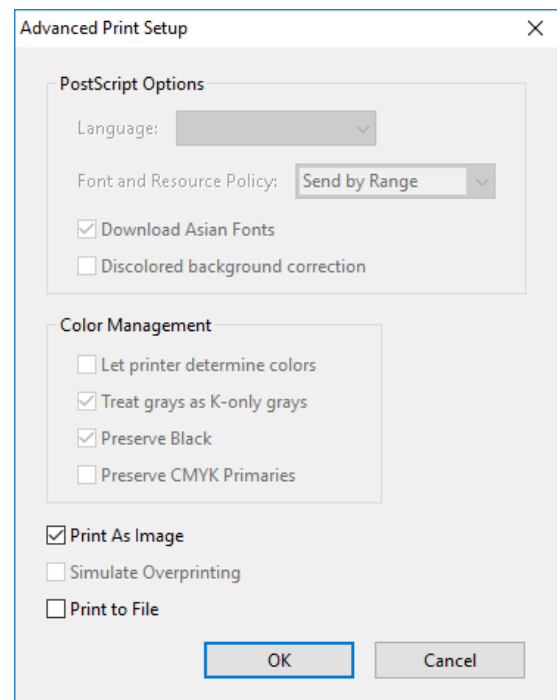 Advanced Print Setup
PostScript Options
Language:
Font and Resource Policy: Send by Range
Download Asian Fonts
Discolored background correction
Color Management
Let printer determine colors
Treat grays as K-only grays
Preserve Black
Preserve CMYK Primaries
Print As Image
Simulate Overprinting
Print to File
OK Cancel